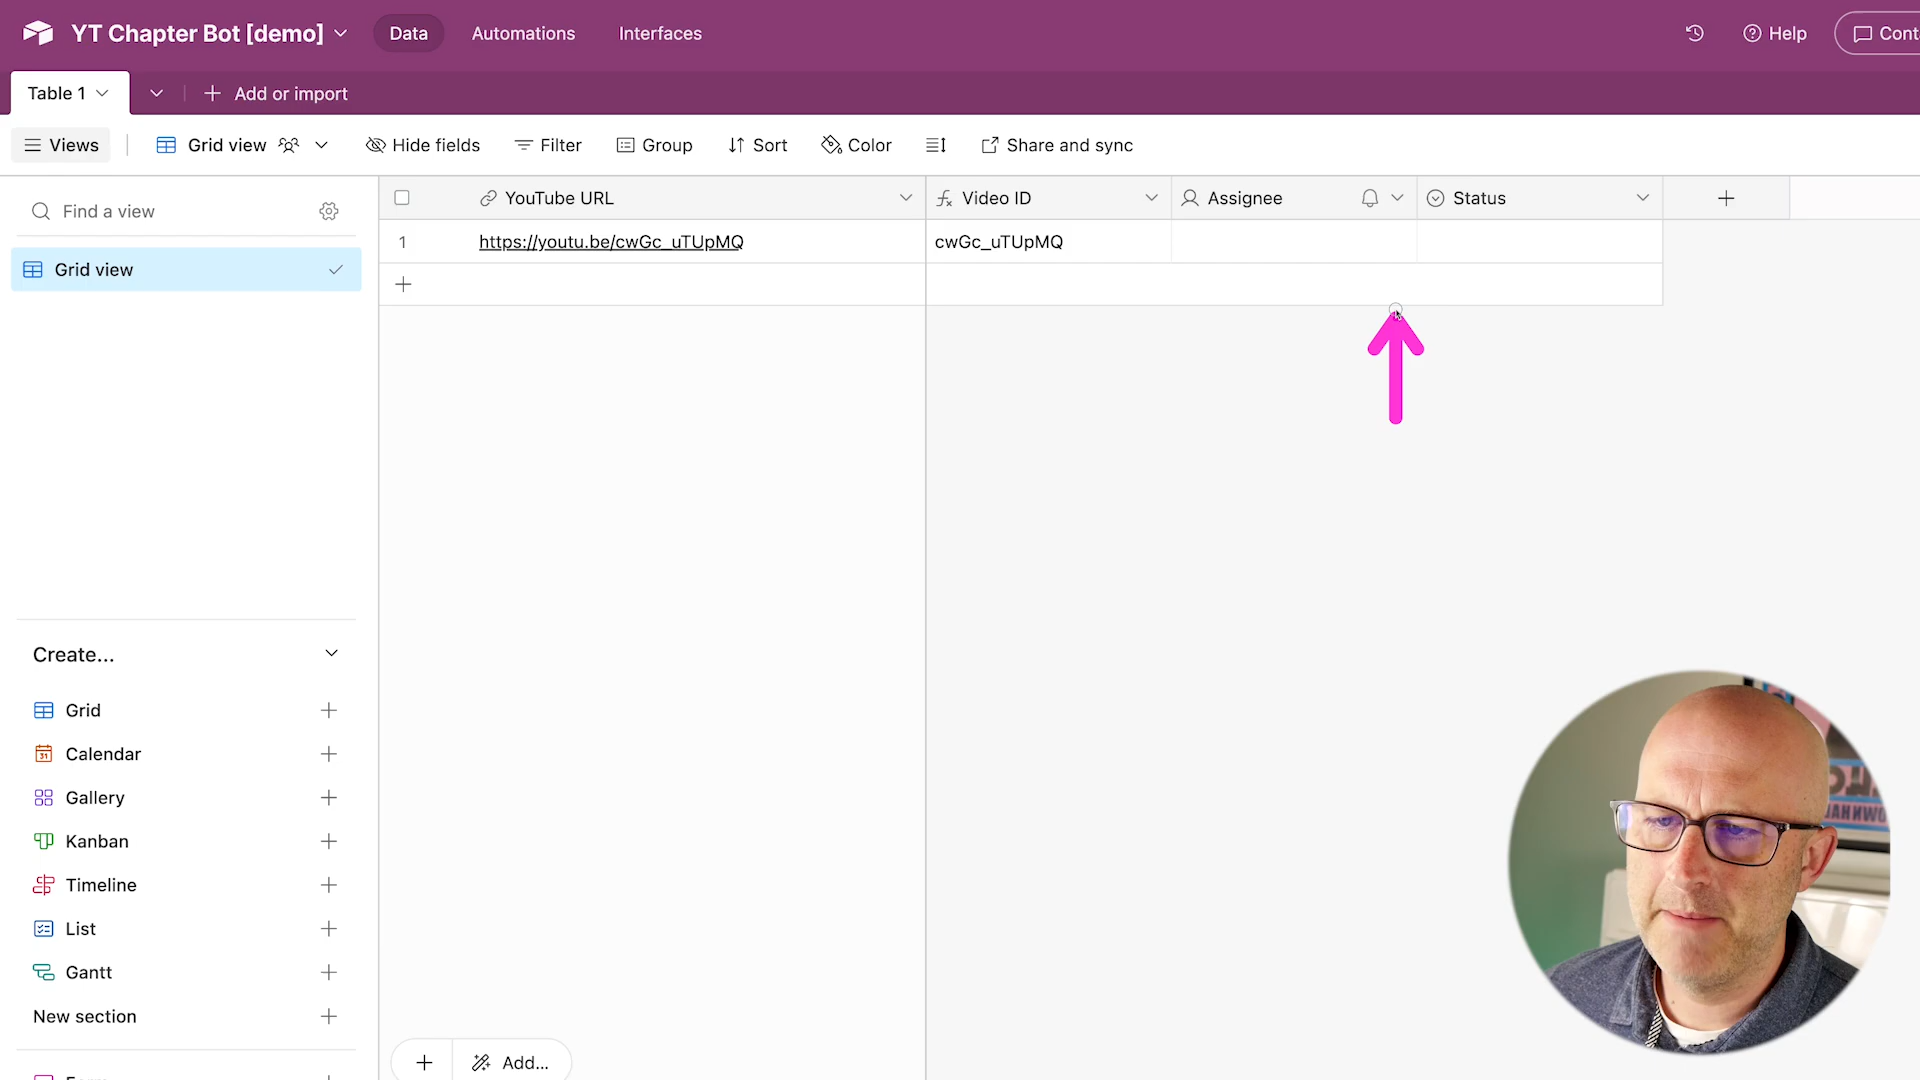 YT Chapter Bot [demo]
Data
Automations
Interfaces
Help
Table 1
Add or import
Views
Grid view
Hide fields
Filter
Group
Sort
Color
Share and sync
Find a view
Grid view
YouTube URL
Video ID
Assignee
Status
1
https://youtu.be/cwGc_uTUpMQ
cwGc_uTUpMQ
Create...
Grid
31
Calendar
Gallery
Kanban
Timeline
List
Gantt
New section
Add...